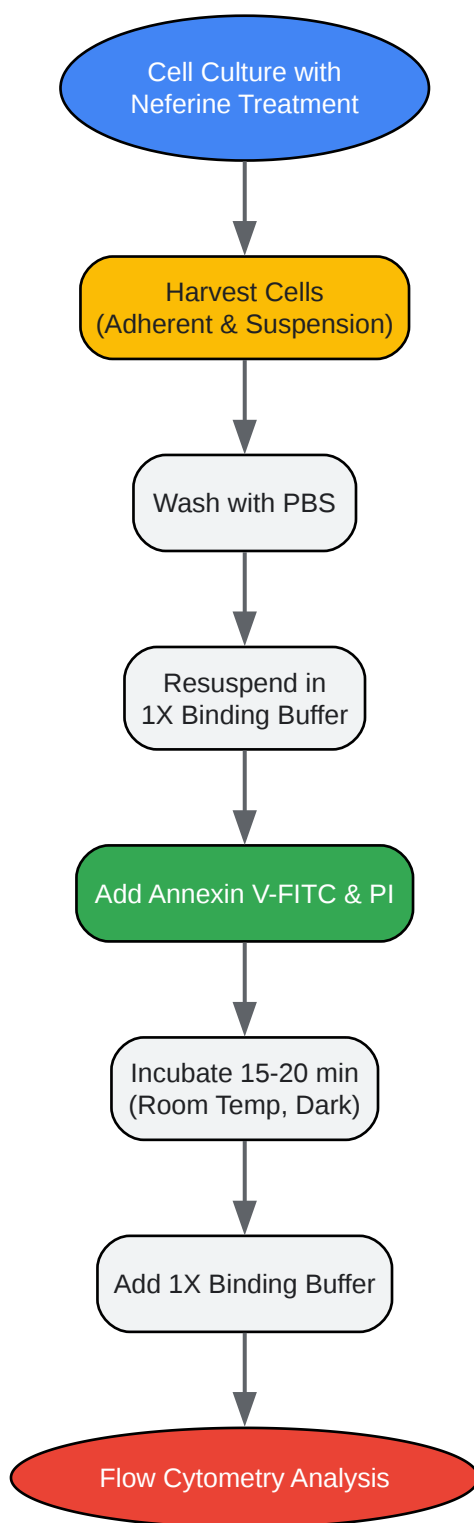 Cell Culture with
Neferine Treatment
Harvest Cells
(Adherent & Suspension)
Wash with PBS
Resuspend in
1X Binding Buffer
Add Annexin V-FITC & PI
Incubate 15-20 min
(Room Temp, Dark)
Add 1X Binding Buffer
Flow Cytometry Analysis